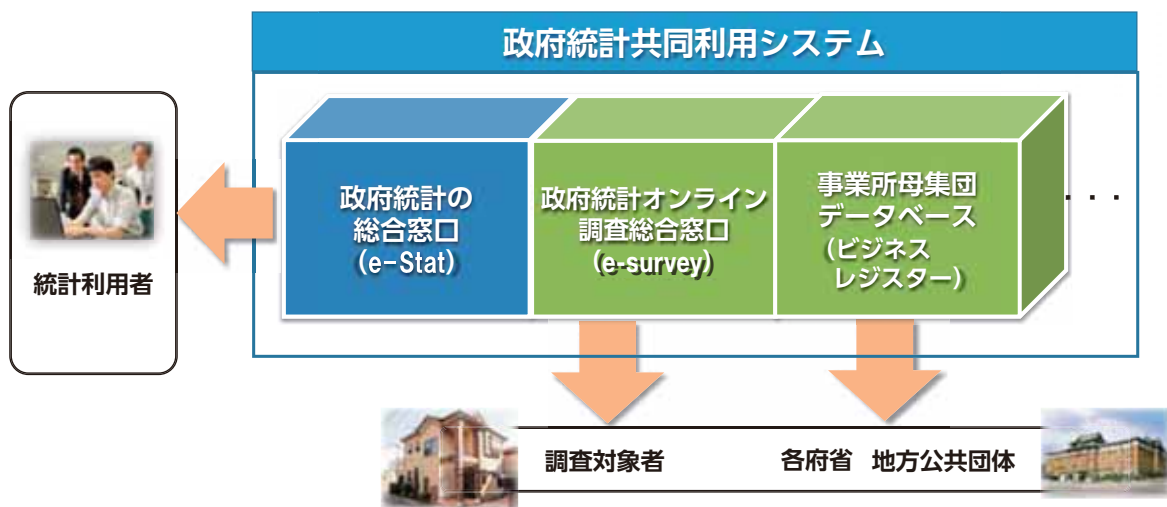 政府統計共同利用システム
政府統計の
総合窓口
(e-Stat)
政府統計オンライン
調査総合窓口
(e-survey)
事業所母集団
データベース
(ビジネス
レジスター)
・・・
統計利用者
調査対象者
各府省 地方公共団体